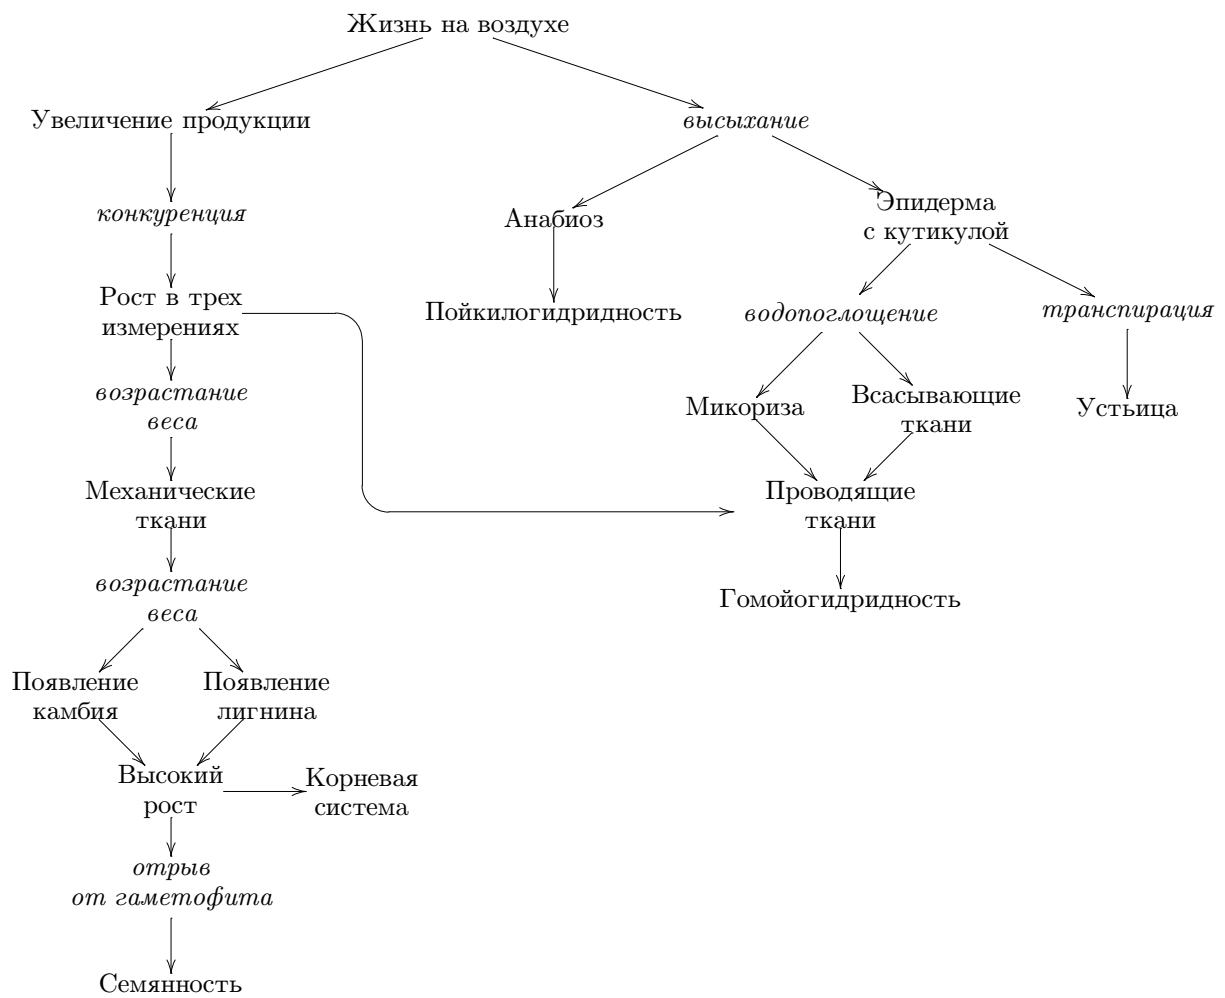 Жизнь на воздухе
Увеличение продукции
высыхание
конкуренция
Анабиоз
Эпидерма
с кутикулой
Рост в трех
измерениях
Пойкилогидридность
водопоглощение
транспирация
возрастание
веса
Микориза
Всасывающие
ткани
Устьица
Механические
ткани
Проводящие
ткани
возрастание
веса
Гомойогидридность
Появление
камбия
Появление
лигнина
Высокий
рост
Корневая
система
отрыв
от гаметофита
Семянность